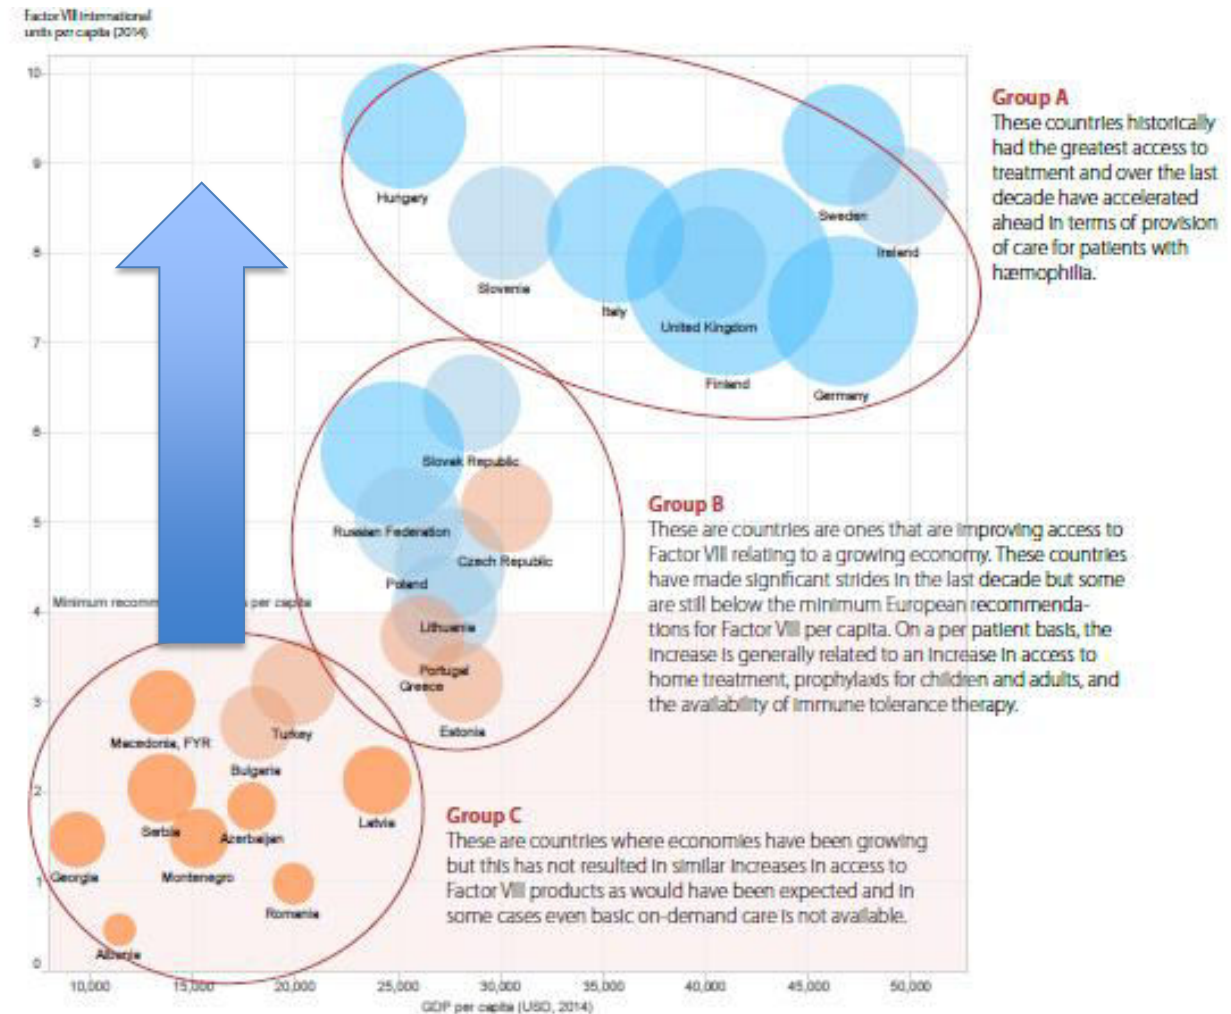 Factor VIII international
units per capita (2014)
10
9
8
7
6
5
4
3
2
1
0
Group A
These countries historically
had the greatest access to
treatment and over the last
decade have accelerated
ahead in terms of provision
of care for patients with
hæmophilia.
Hungary
Sweden
Ireland
Slovenia
Italy
United Kingdom
Finland
Germany
Slovak Republic
Group B
These are countries are ones that are improving access to
Factor VIII relating to a growing economy. These countries
have made significant strides in the last decade but some
are still below the minimum European recommenda-
tions for Factor VIII per capita. On a per patient basis, the
increase is generally related to an increase in access to
home treatment, prophylaxis for children and adults, and
the availability of immune tolerance therapy.
Russian Federation
Czech Republic
Poland
Minimum recomm per capita
Lithuania
Portugal
Greece
Estonia
Macedonia, FYR
Turkey
Bulgaria
Serbia
Azerbaijan
Latvia
Georgia
Montenegro
Romania
Albania
Group C
These are countries where economies have been growing
but this has not resulted in similar increases in access to
Factor VIII products as would have been expected and in
some cases even basic on-demand care is not available.
10,000
15,000
20,000
25,000
30,000
35,000
40,000
45,000
50,000
GDP per capita (USD, 2014)